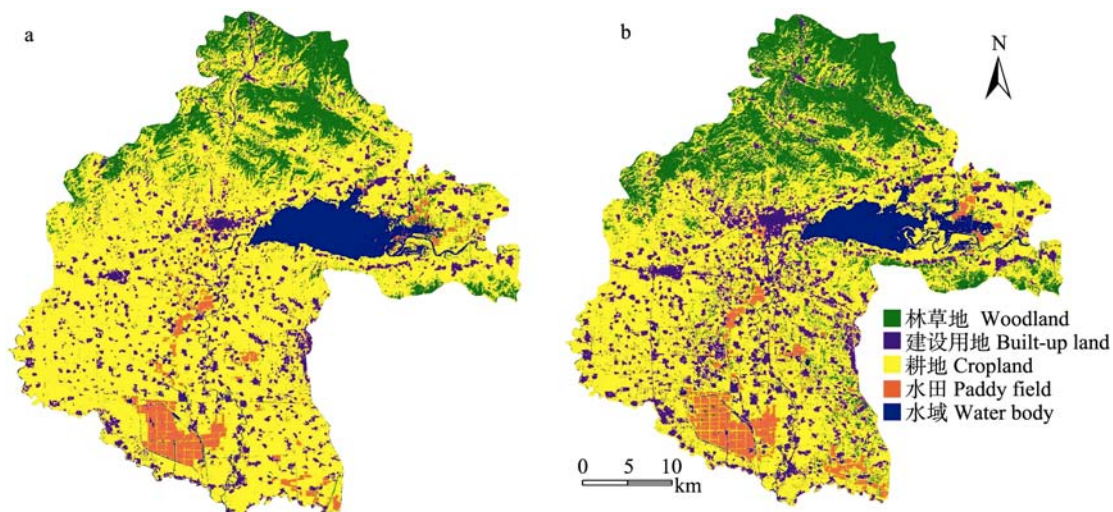 a
b
N
林草地 Woodland
建设用地 Built-up land
耕地 Cropland
水田 Paddy field
水域 Water body
0 5 10
km